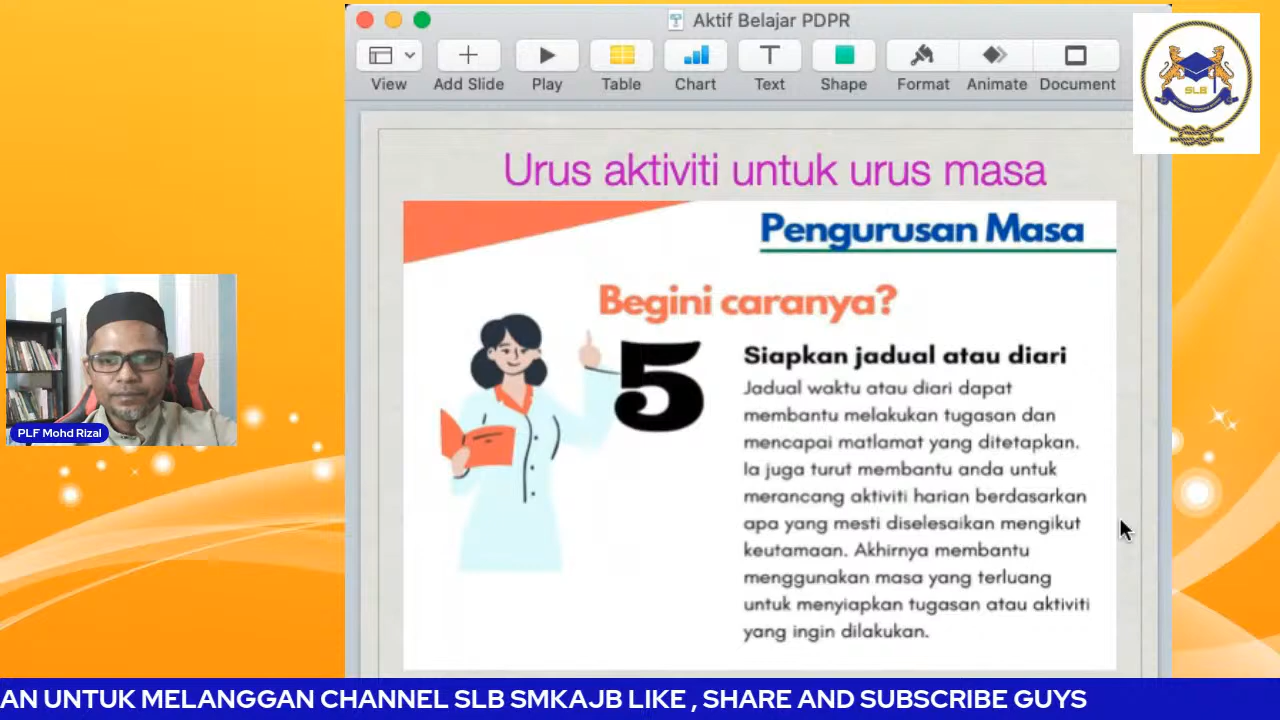 Aktif Belajar PDPR
View
Add Slide
Play
Table
Chart
Text
Shape
Format
Animate
Document
SLB
Urus aktiviti untuk urus masa
Pengurusan Masa
Begini caranya?
5
Siapkan jadual atau diari
Jadual waktu atau diari dapat
membantu melakukan tugasan dan
mencapai matlamat yang ditetapkan.
Ia juga turut membantu anda untuk
merancang aktiviti harian berdasarkan
apa yang mesti diselesaikan mengikut
keutamaan. Akhirnya membantu
menggunakan masa yang terluang
untuk menyiapkan tugasan atau aktiviti
yang ingin dilakukan.
PLF Mohd Rizal
AN UNTUK MELANGGAN CHANNEL SLB SMKAJB LIKE , SHARE AND SUBSCRIBE GUYS